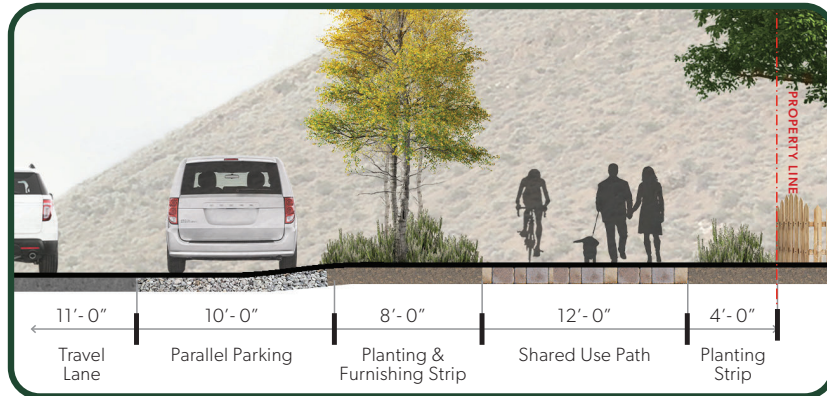 PROPERTY LINE
11'- 0"
10'- 0"
8'- 0"
12'- 0"
4'- 0"
Travel
Lane
Parallel Parking
Planting &
Furnishing Strip
Shared Use Path
Planting
Strip